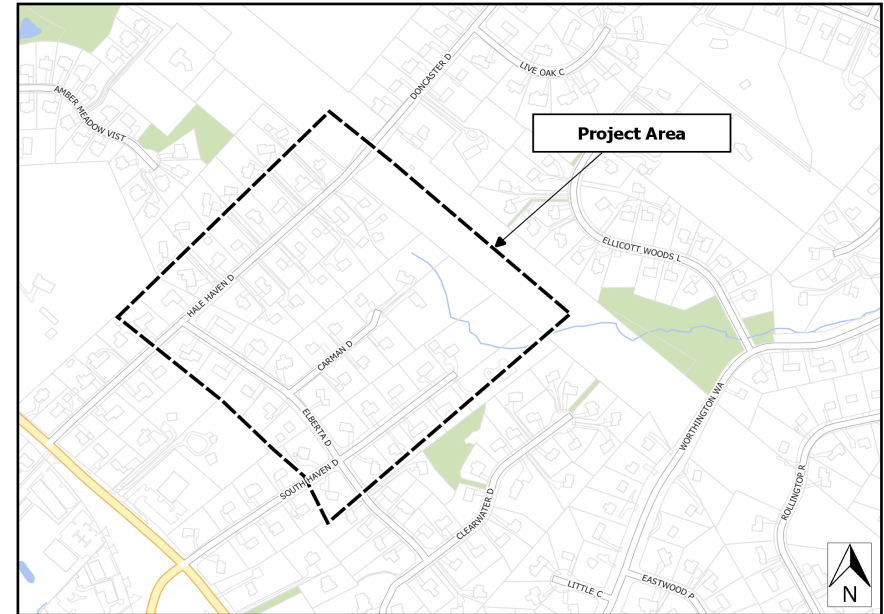 DONCASTER D
LIVE OAK C
AMBER MEADOW VIST
Project Area
ELLICOTT WOODS L
HALE HAVEN D
CARMAN D
ELBERTA D
WORTHINGTON WA
SOUTH HAVEN D
CLEARWATER D
ROLLINGTOP R
LITTLE C
EASTWOOD P
N